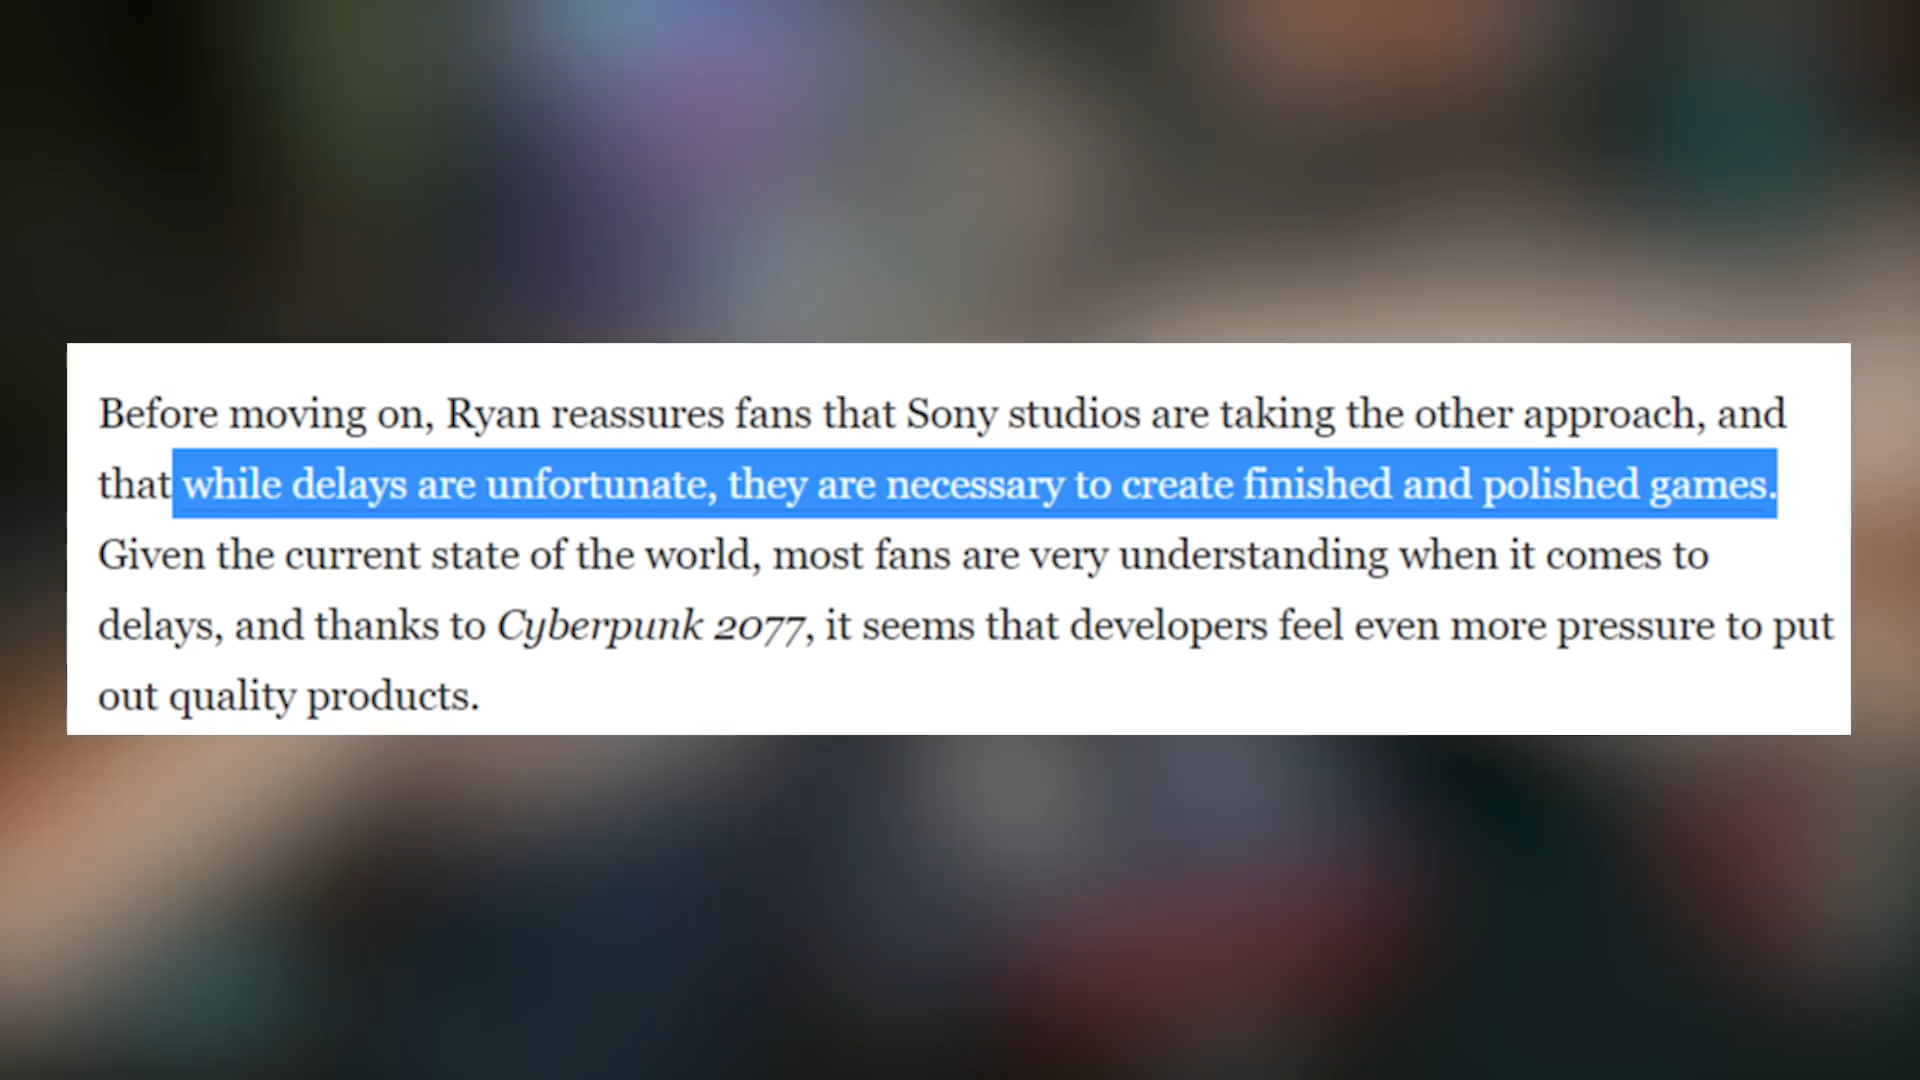 Before moving on, Ryan reassures fans that Sony studios are taking the other approach, and
that while delays are unfortunate, they are necessary to create finished and polished games.
Given the current state of the world, most fans are very understanding when it comes to
delays, and thanks to Cyberpunk 2077, it seems that developers feel even more pressure to put
out quality products.